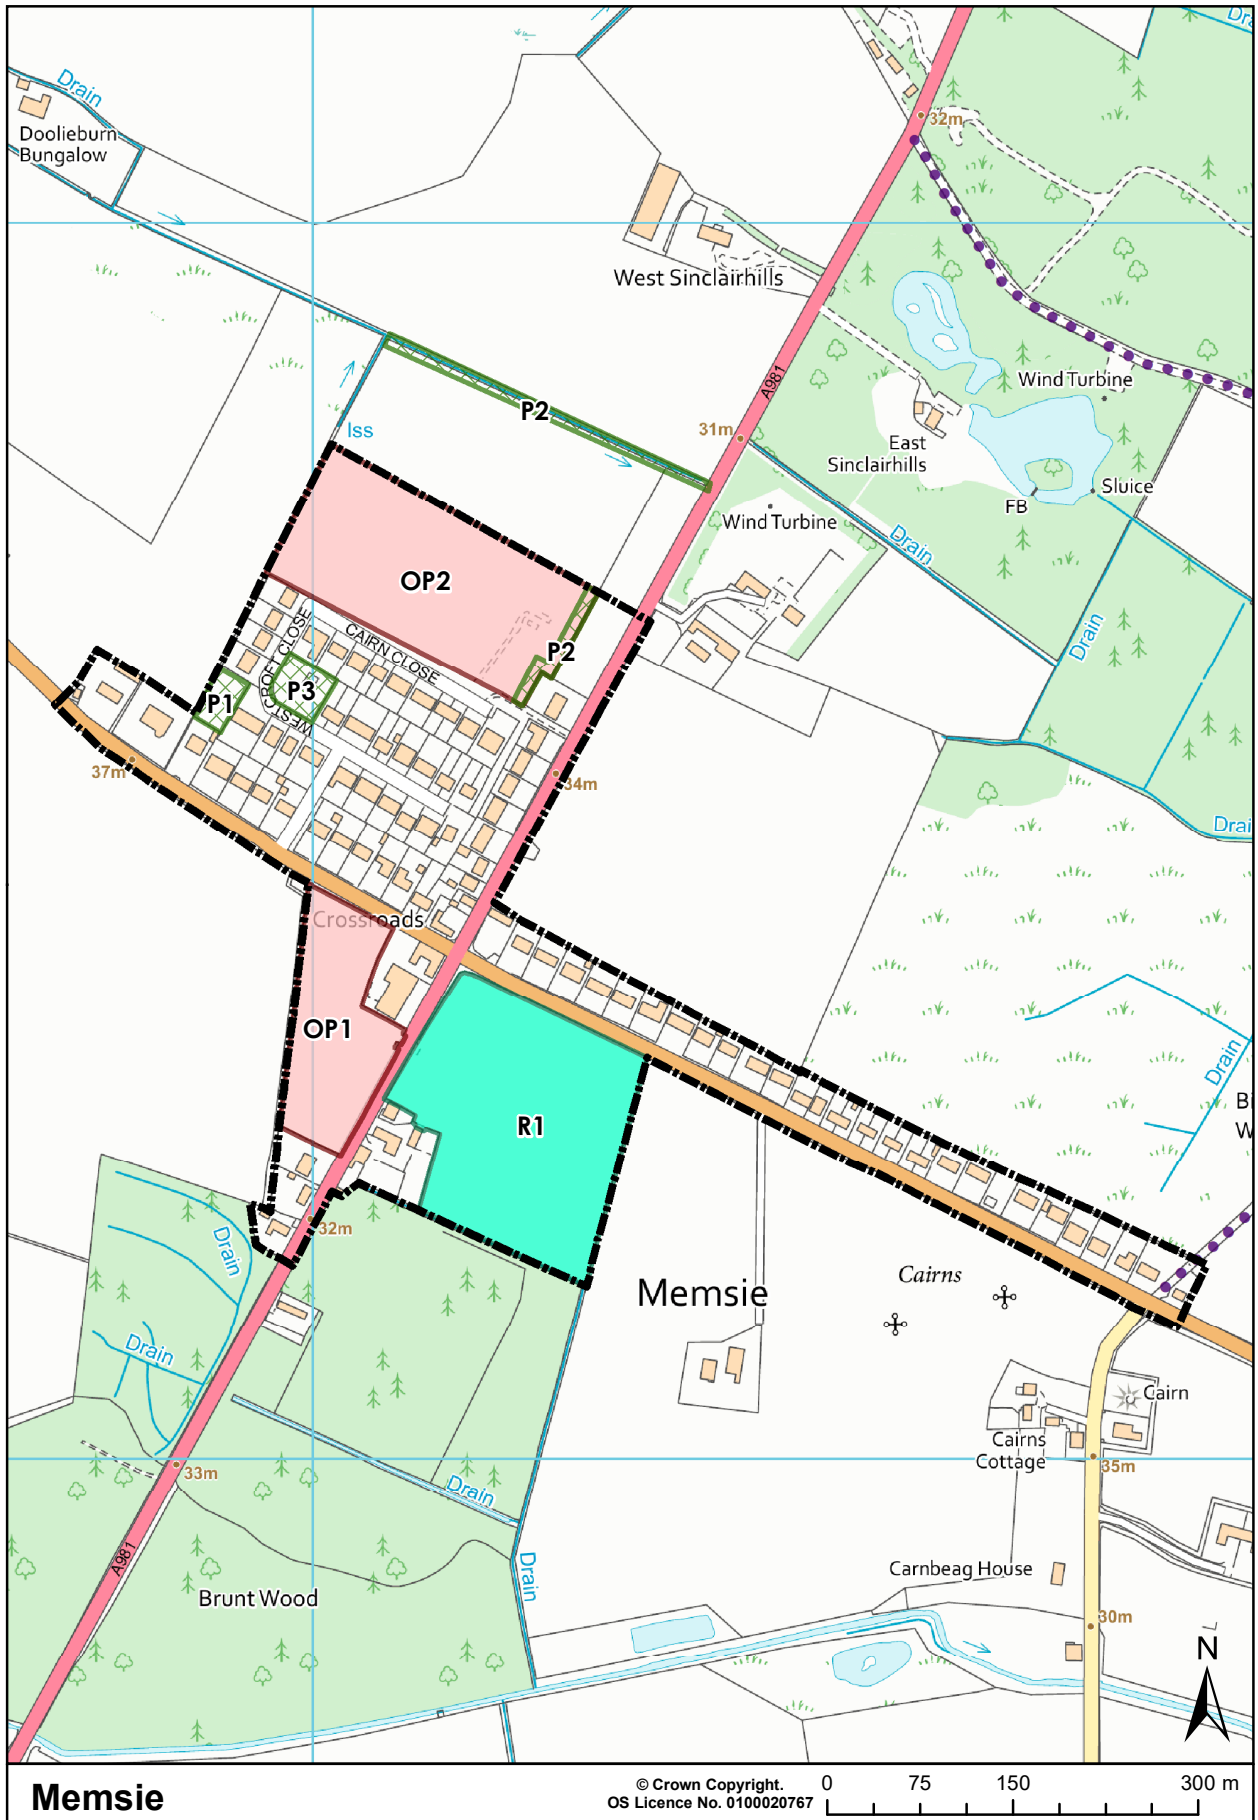 Dra
Drain
Doolieburn
Bungalow
32m
West Sinclairhills
A981
Wind Turbine
P2
Iss
31m
East
Sinclairhills
Sluice
FB
Wind Turbine
Drain
OP2
Drain
WESTCROFT CLOSE
CAIRN CLOSE
P2
P3
P1
37m
34m
Drai
Crossroads
OP1
Drain
R1
Bi
W
32m
Drain
Cairns
Memsie
Drain
Cairn
Cairns
Cottage
35m
33m
Drain
A981
Drain
Carnbeag House
Brunt Wood
30m
L
N
Memsie
© Crown Copyright.
OS Licence No. 0100020767
0 75 150 300 m